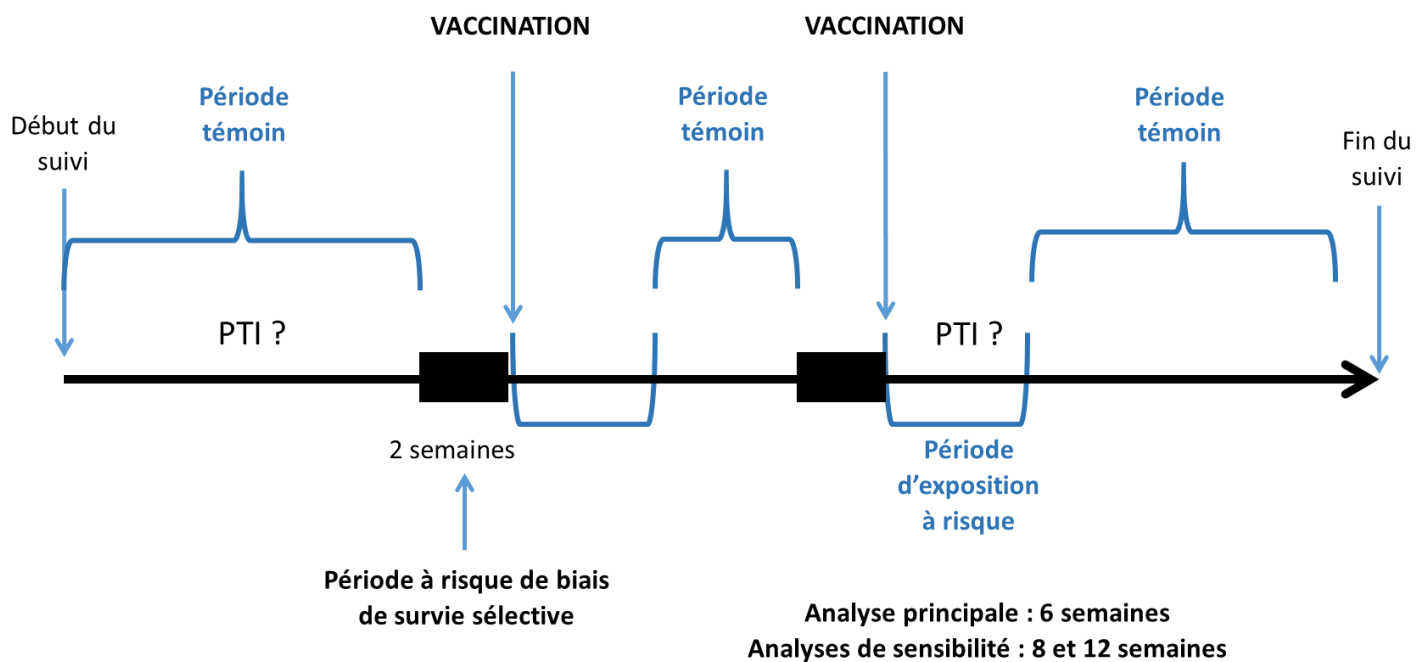 VACCINATION
VACCINATION
Période
témoin
Période
témoin
Période
témoin
Début du
suivi
Fin du
suivi
PTI ?
PTI ?
2 semaines
Période
d’exposition
à risque
Période à risque de biais
de survie sélective
Analyse principale : 6 semaines
Analyses de sensibilité : 8 et 12 semaines